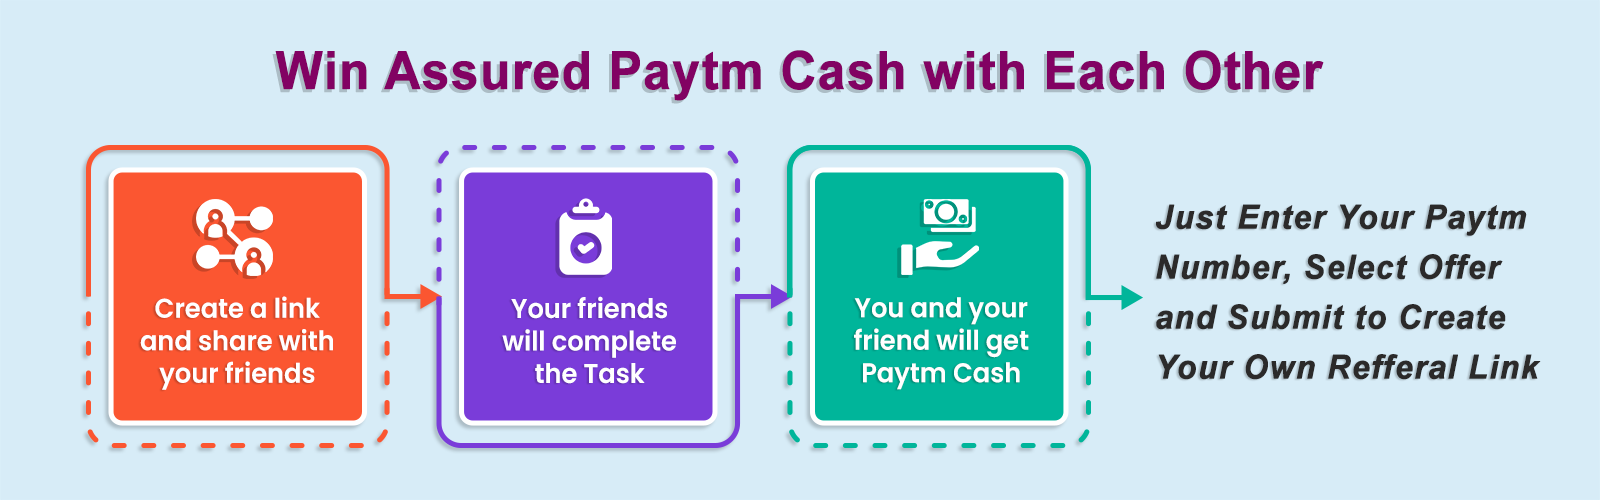 Win Assured Paytm Cash with Each Other
Create a link
and share with
your friends
Your friends
will complete
the Task
You and your
friend will get
Paytm Cash
Just Enter Your Paytm
Number, Select Offer
and Submit to Create
Your Own Refferal Link